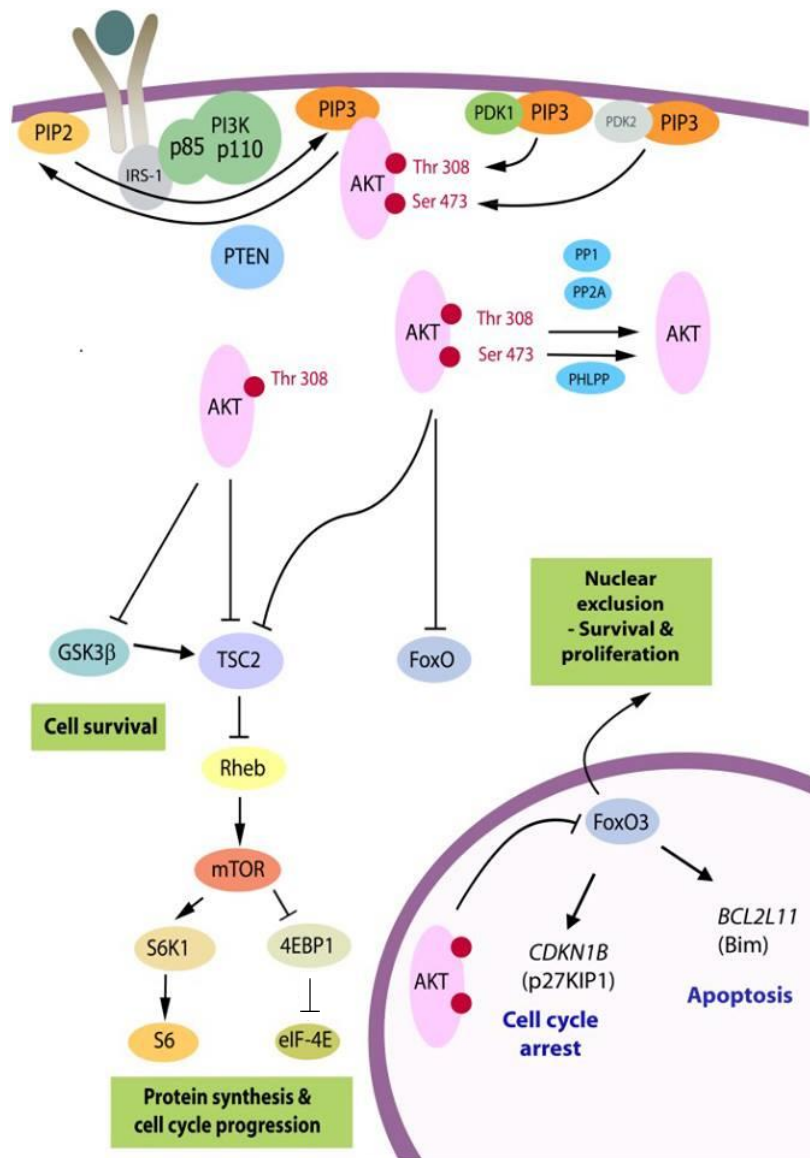 PIP2
IRS-1
p85
PI3K
p110
PIP3
PDK1
PIP3
PDK2
PIP3
AKT
Thr 308
Ser 473
PTEN
PP1
PP2A
AKT
Thr 308
Ser 473
AKT
PHLPP
AKT
Thr 308
GSK3β
TSC2
FoxO
Nuclear
exclusion
- Survival &
proliferation
Cell survival
Rheb
mTOR
S6K1
4EBP1
S6
eIF-4E
Protein synthesis &
cell cycle progression
FoxO3
AKT
CDKN1B
(p27KIP1)
Cell cycle
arrest
BCL2L11
(Bim)
Apoptosis